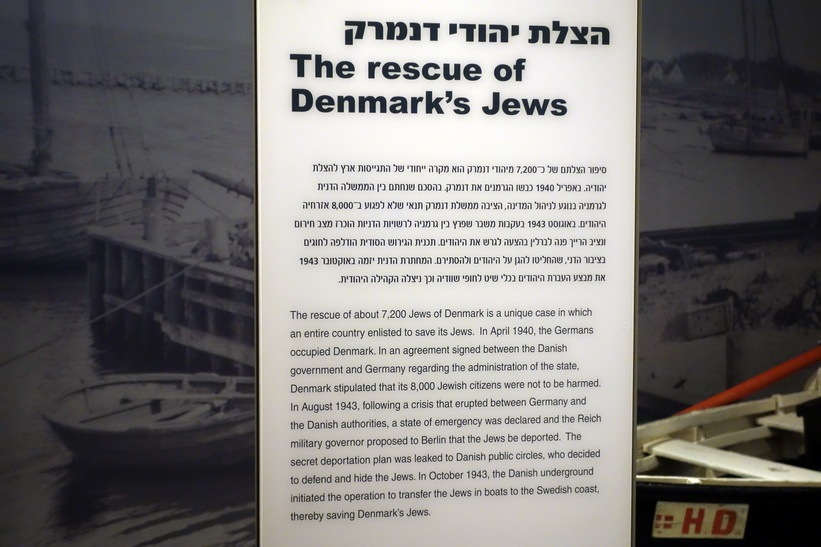 הצלת יהודי דנמרק
The rescue of
Denmark's Jews
סיפור הצלתם של כ־7,200 מיהודי דנמרק הוא מקרה ייחודי של התגייסות ארץ להצלת
יהודיה. באפריל 1940 כבשו הגרמנים את דנמרק. בהסכם שנחתם בין הממשלה הדנית
לגרמניה בנוגע לניהול המדינה, הציבה ממשלת דנמרק תנאי שלא לפגוע ב־8,000 אזרחיה
היהודים. באוגוסט 1943 בעקבות משבר שפרץ בין גרמניה לרשויות הדניות הוכרז מצב חירום
ונציב הרייך פנה לברלין בהצעה לגרש את היהודים. תכנית הגירוש הסודית הודלפה לחוגים
בציבור הדני, שהחליטו להגן על היהודים ולהסתירם. המחתרת הדנית יזמה באוקטובר 1943
את מבצע העברת היהודים בכלי שיט לחופי שוודיה וכך ניצלה הקהילה היהודית.
The rescue of about 7,200 Jews of Denmark is a unique case in which
an entire country enlisted to save its Jews. In April 1940, the Germans
occupied Denmark. In an agreement signed between the Danish
government and Germany regarding the administration of the state,
Denmark stipulated that its 8,000 Jewish citizens were not to be harmed.
In August 1943, following a crisis that erupted between Germany and
the Danish authorities, a state of emergency was declared and the Reich
military governor proposed to Berlin that the Jews be deported. The
secret deportation plan was leaked to Danish public circles, who decided
to defend and hide the Jews. In October 1943, the Danish underground
initiated the operation to transfer the Jews in boats to the Swedish coast,
thereby saving Denmark's Jews.
H.D.